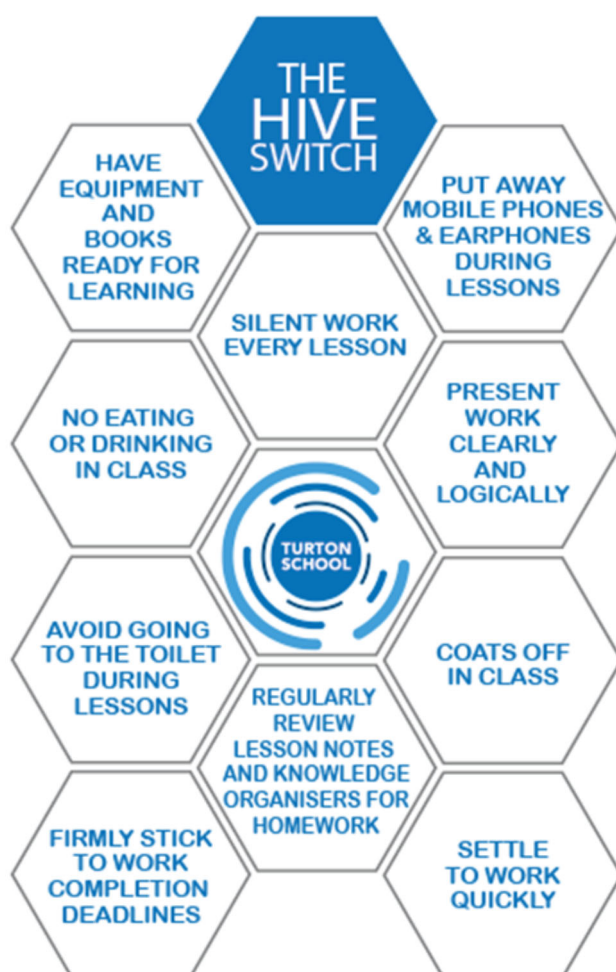 THE
HIVE
SWITCH
HAVE
EQUIPMENT
AND
BOOKS
READY FOR
LEARNING
PUT AWAY
MOBILE PHONES
& EARPHONES
DURING
LESSONS
SILENT WORK
EVERY LESSON
NO EATING
OR DRINKING
IN CLASS
PRESENT
WORK
CLEARLY
AND
LOGICALLY
TURTON
SCHOOL
AVOID GOING
TO THE TOILET
DURING
LESSONS
COATS OFF
IN CLASS
REGULARLY
REVIEW
LESSON NOTES
AND KNOWLEDGE
ORGANISERS FOR
HOMEWORK
FIRMLY STICK
TO WORK
COMPLETION
DEADLINES
SETTLE
TO WORK
QUICKLY